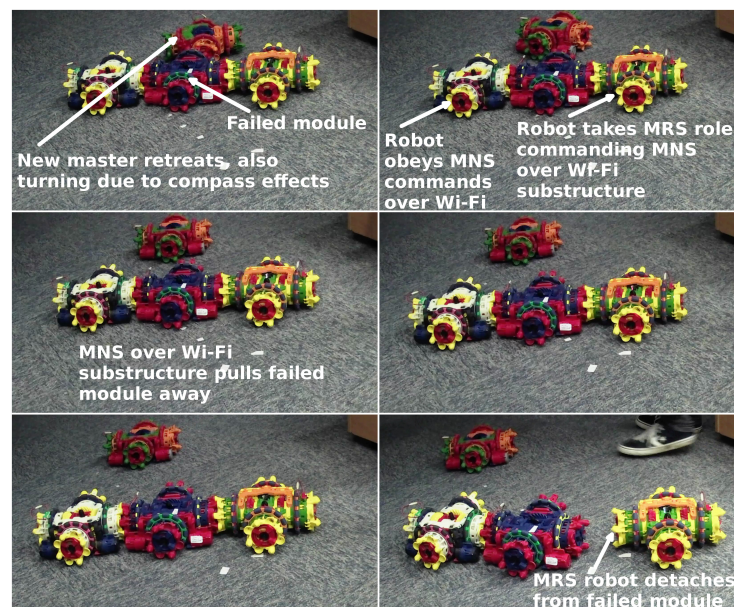 Failed module
New master retreats, also
turning due to compass effects
Robot
obeys MNS
commands
over Wi-Fi
Robot takes MRS role
commanding MNS
over Wi-Fi
substructure
MNS over Wi-Fi
substructure pulls failed
module away
MRS robot detaches
from failed module